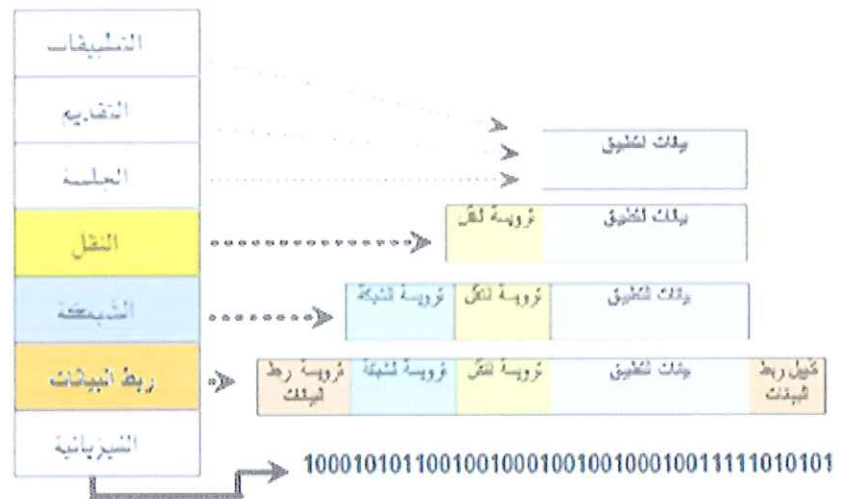 التطبيقات
التقديم
الجلسة
النقل
الشبكة
ربط البيانات
الفيزيائية
بيانات التطبيق
ترويسة النقل
بيانات التطبيق
ترويسة الشبكة
ترويسة النقل
بيانات التطبيق
ترويسة ربط
البيانات
ترويسة الشبكة
ترويسة النقل
بيانات التطبيق
تذييل ربط
البيانات
1000101011001001000100100100010011111010101